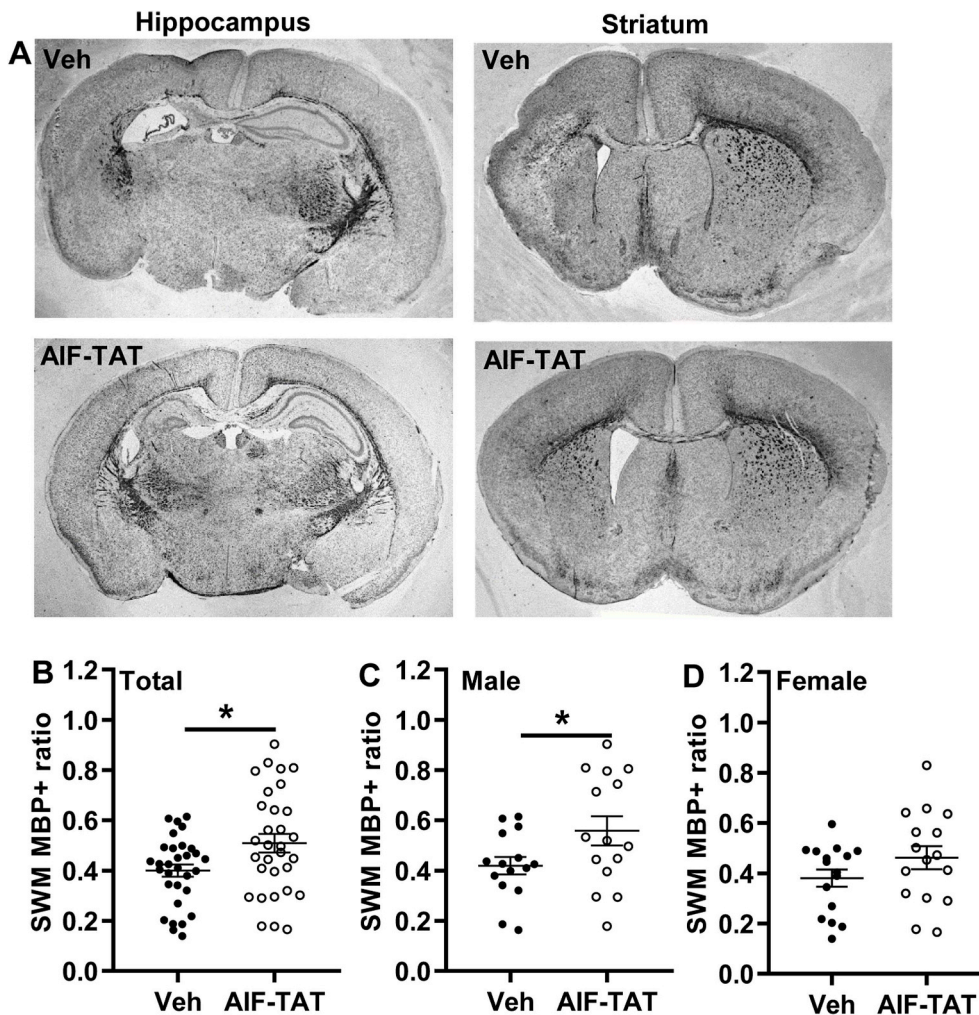 Hippocampus
Striatum
A
Veh
Veh
AIF-TAT
AIF-TAT
B
Total
SWM MBP+ ratio
1.2
1.0
0.8
0.6
0.4
0.2
0.0
*
Veh
AIF-TAT
C
Male
SWM MBP+ ratio
1.2
1.0
0.8
0.6
0.4
0.2
0.0
*
Veh
AIF-TAT
D
Female
SWM MBP+ ratio
1.2
1.0
0.8
0.6
0.4
0.2
0.0
Veh
AIF-TAT